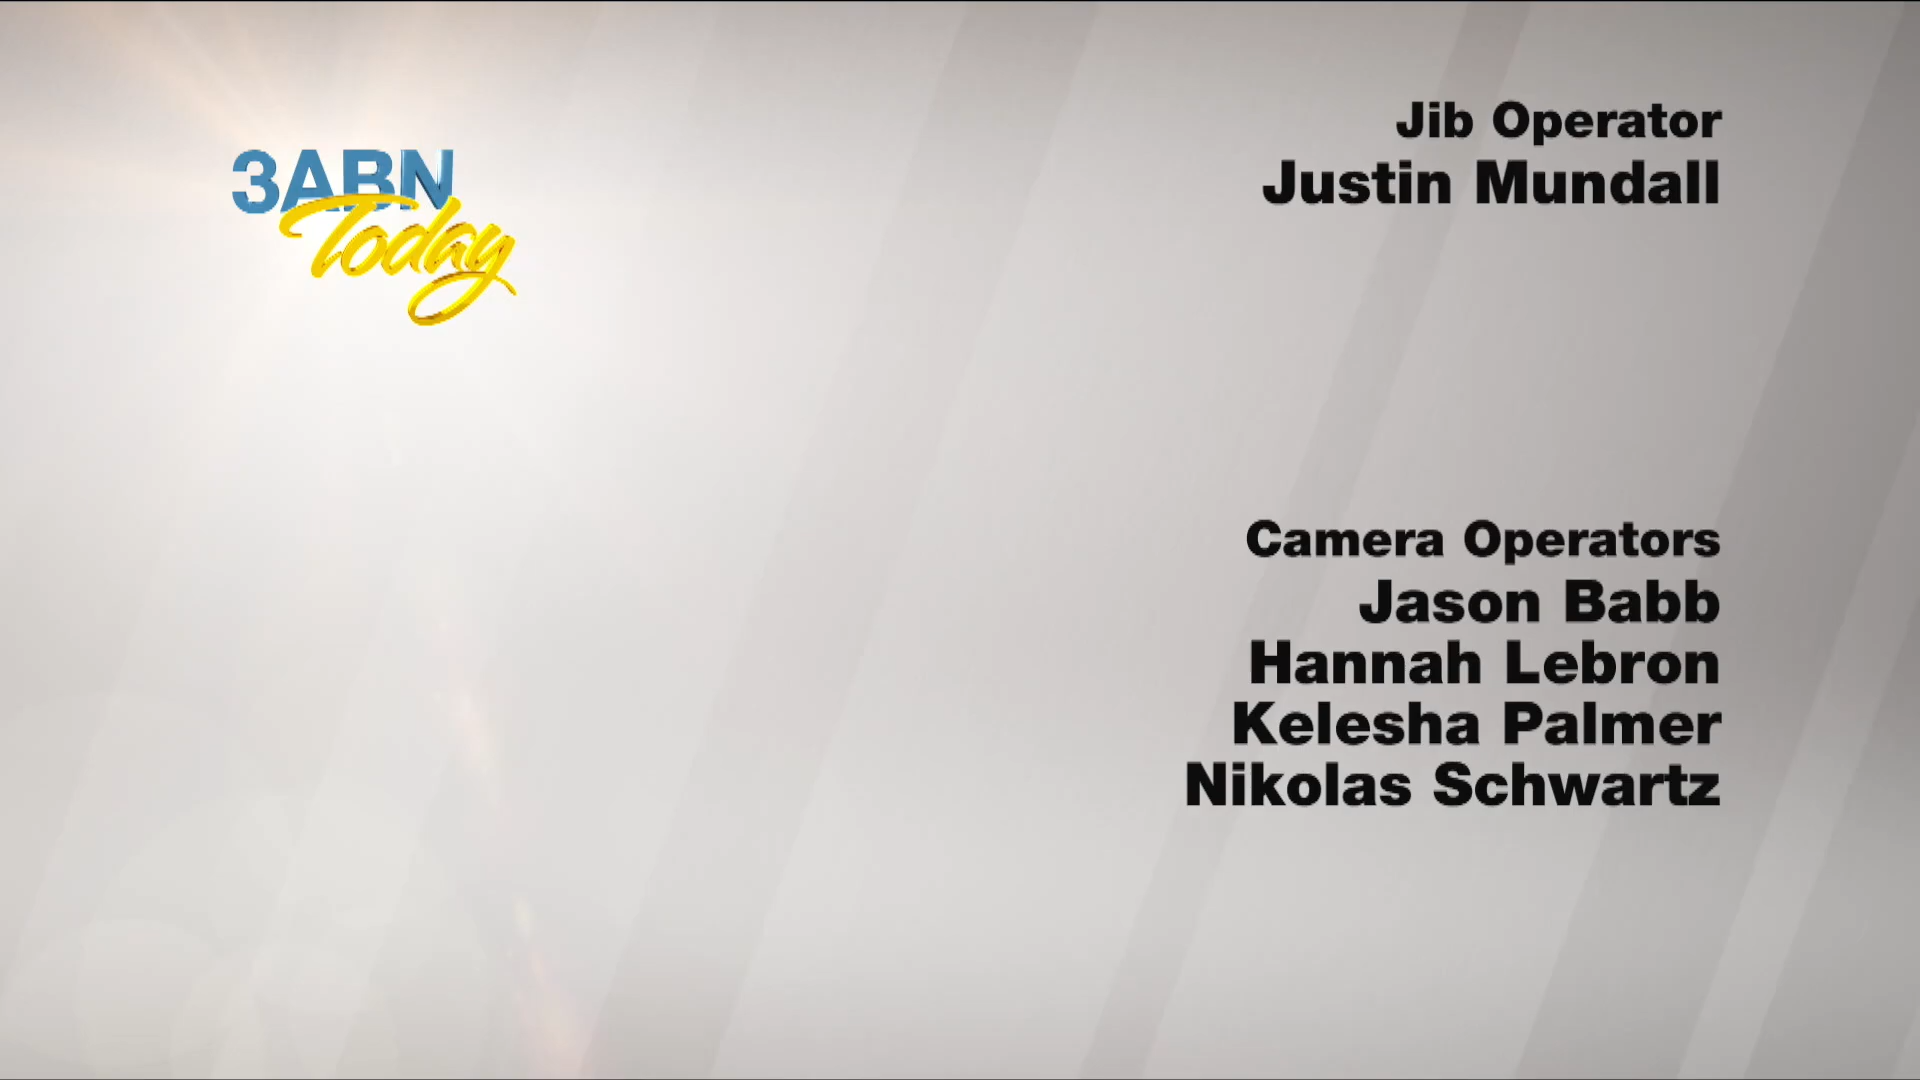 3ABN
Today
Jib Operator
Justin Mundall
Camera Operators
Jason Babb
Hannah Lebron
Kelesha Palmer
Nikolas Schwartz